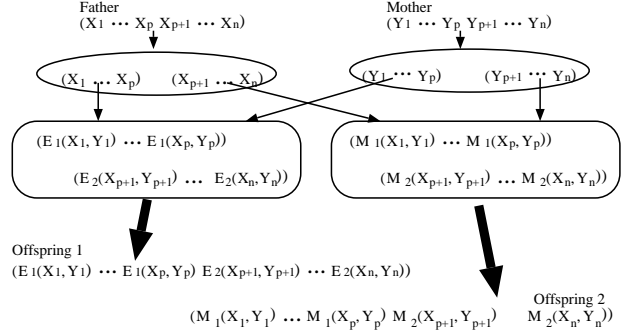 Father Mother
(X1 ... Xp Xp+1 ... Xn) (Y1 ... Yp Yp+1 ... Yn)
(X1 ... Xp) (Xp+1 ... Xn) (Y1 ... Yp) (Yp+1 ... Yn)
(E1(X1, Y1) ... E1(Xp, Yp)) (M1(X1, Y1) ... M1(Xp, Yp))
(E2(Xp+1, Yp+1) ... E2(Xn, Yn)) (M2(Xp+1, Yp+1) ... M2(Xn, Yn))
Offspring 1
(E1(X1, Y1) ... E1(Xp, Yp) E2(Xp+1, Yp+1) ... E2(Xn, Yn))
Offspring 2
(M1(X1, Y1) ... M1(Xp, Yp) M2(Xp+1, Yp+1) M2(Xn, Yn))